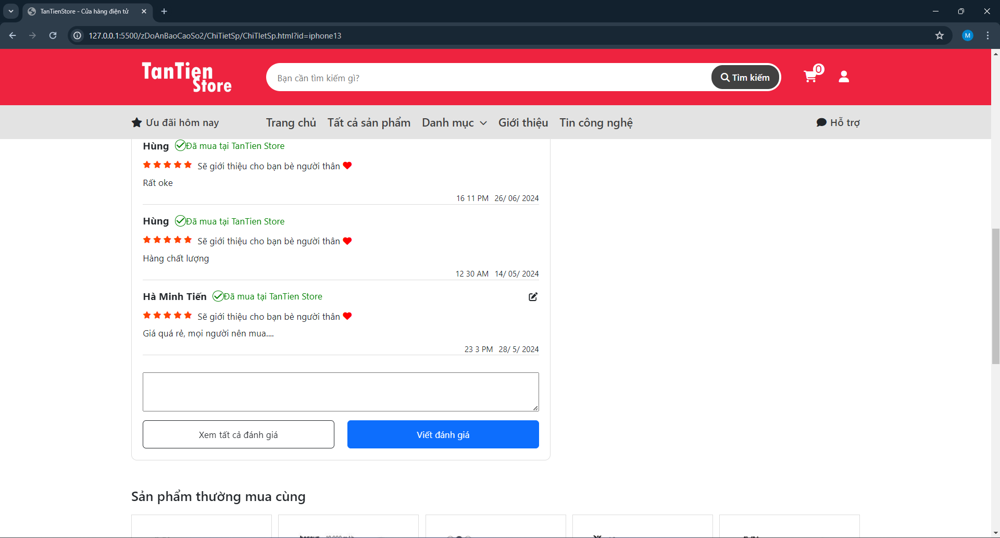 TanTienStore - Cửa hàng điện tử
127.0.0.1:5500/zDoAnBaoCaoSo2/ChiTietSp/ChiTIetSp.html?id=iphone13
M
TanTien
Store
Bạn cần tìm kiếm gì?
Tìm kiếm
0
Ưu đãi hôm nay
Trang chủ
Tất cả sản phẩm
Danh mục
Giới thiệu
Tin công nghệ
Hỗ trợ
Hùng Đã mua tại TanTien Store
Sẽ giới thiệu cho bạn bè người thân
Rất oke
16 11 PM 26/ 06/ 2024
Hùng Đã mua tại TanTien Store
Sẽ giới thiệu cho bạn bè người thân
Hàng chất lượng
12 30 AM 14/ 05/ 2024
Hà Minh Tiến Đã mua tại TanTien Store
Sẽ giới thiệu cho bạn bè người thân
Giá quá rẻ, mọi người nên mua....
23 3 PM 28/ 5/ 2024
Xem tất cả đánh giá
Viết đánh giá
Sản phẩm thường mua cùng